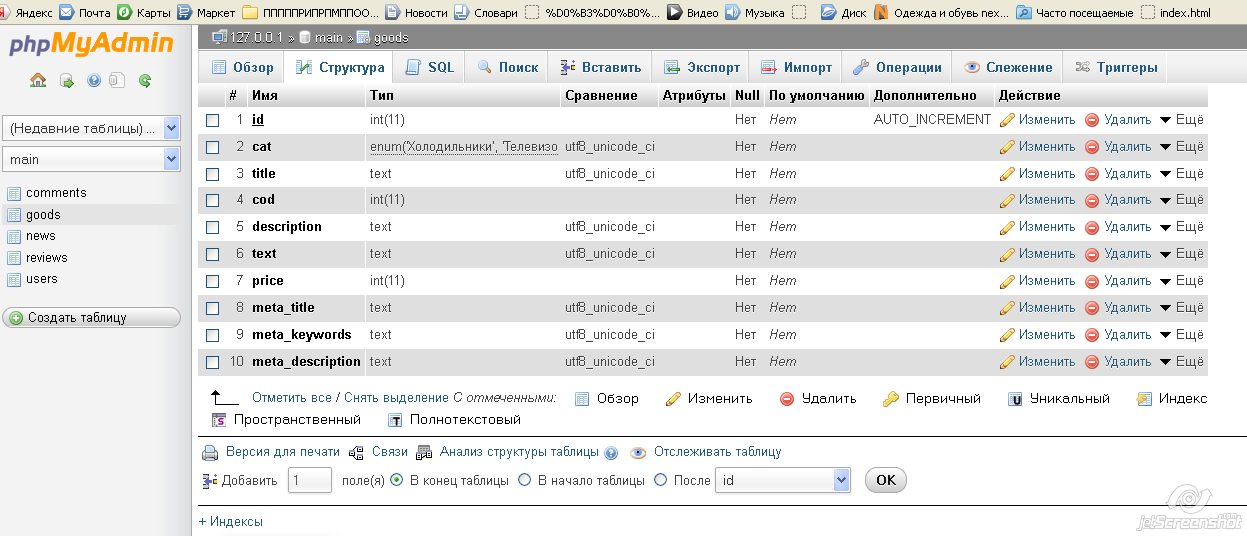 Яндекс Почта Карты Маркет ПППППРИПРПМППОО... Новости Словари %D0%B3%D0%B0%... Видео Музыка Диск Одежда и обувь nex... Часто посещаемые index.html
phpMyAdmin
127.0.0.1 » main » goods
Обзор Структура SQL Поиск Вставить Экспорт Импорт Операции Слежение Триггеры
(Недавние таблицы) ...
main
comments
goods
news
reviews
users
Создать таблицу
# Имя Тип Сравнение Атрибуты Null По умолчанию Дополнительно Действие
1 id int(11) Нет Нет AUTO_INCREMENT Изменить Удалить Ещё
2 cat enum('Холодильники', 'Телевизо utf8_unicode_ci Нет Нет Изменить Удалить Ещё
3 title text utf8_unicode_ci Нет Нет Изменить Удалить Ещё
4 cod int(11) Нет Нет Изменить Удалить Ещё
5 description text utf8_unicode_ci Нет Нет Изменить Удалить Ещё
6 text text utf8_unicode_ci Нет Нет Изменить Удалить Ещё
7 price int(11) Нет Нет Изменить Удалить Ещё
8 meta_title text utf8_unicode_ci Нет Нет Изменить Удалить Ещё
9 meta_keywords text utf8_unicode_ci Нет Нет Изменить Удалить Ещё
10 meta_description text utf8_unicode_ci Нет Нет Изменить Удалить Ещё
Отметить все / Снять выделение С отмеченными: Обзор Изменить Удалить Первичный Уникальный Индекс
Пространственный Полнотекстовый
Версия для печати Связи Анализ структуры таблицы Отслеживать таблицу
Добавить 1 поле(я) В конец таблицы В начало таблицы После id OK
+ Индексы
jetScreenshot.com